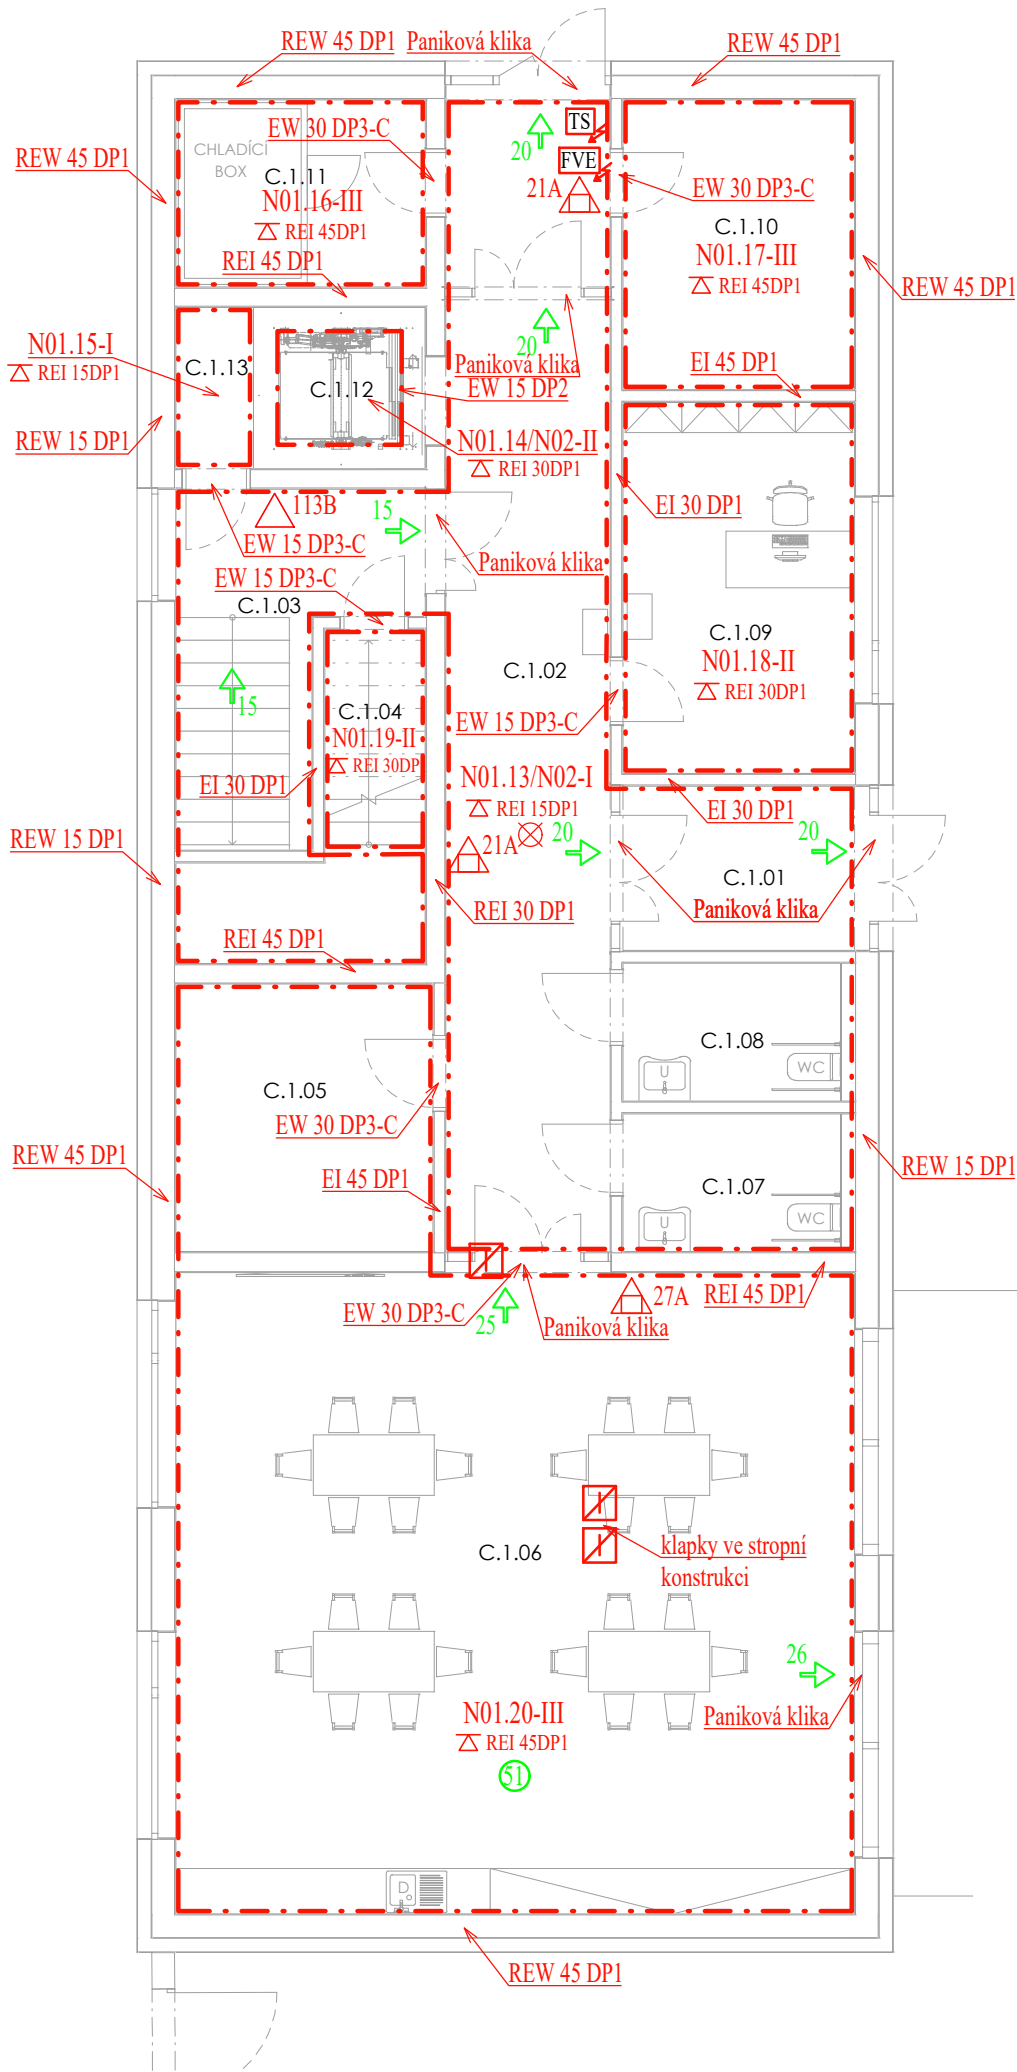 REW 45 DP1
Paniková klika
REW 45 DP1
TS
EW 30 DP3-C
20
CHLADÍCÍ
BOX
REW 45 DP1
FVE
C.1.11
21A
EW 30 DP3-C
N01.16-III
C.1.10
REI 45DP1
N01.17-III
REI 45 DP1
REI 45DP1
REW 45 DP1
N01.15-I
20
Paniková klika
EI 45 DP1
REI 15DP1
C.1.13
C.1.12
EW 15 DP2
REW 15 DP1
N01.14/N02-II
REI 30DP1
113B
15
EI 30 DP1
EW 15 DP3-C
Paniková klika
EW 15 DP3-C
C.1.03
C.1.09
C.1.02
N01.18-II
REI 30DP1
15
C.1.04
EW 15 DP3-C
N01.19-II
REI 30DP
EI 30 DP1
N01.13/N02-I
REI 15DP1
EI 30 DP1
REW 15 DP1
21A
20
20
C.1.01
REI 30 DP1
Paniková klika
REI 45 DP1
C.1.08
U
WC
C.1.05
EW 30 DP3-C
REW 45 DP1
EI 45 DP1
REW 15 DP1
C.1.07
U
WC
EW 30 DP3-C
25
Paniková klika
27A
REI 45 DP1
klapky ve stropní
konstrukci
C.1.06
26
N01.20-III
REI 45DP1
Paniková klika
51
D
REW 45 DP1